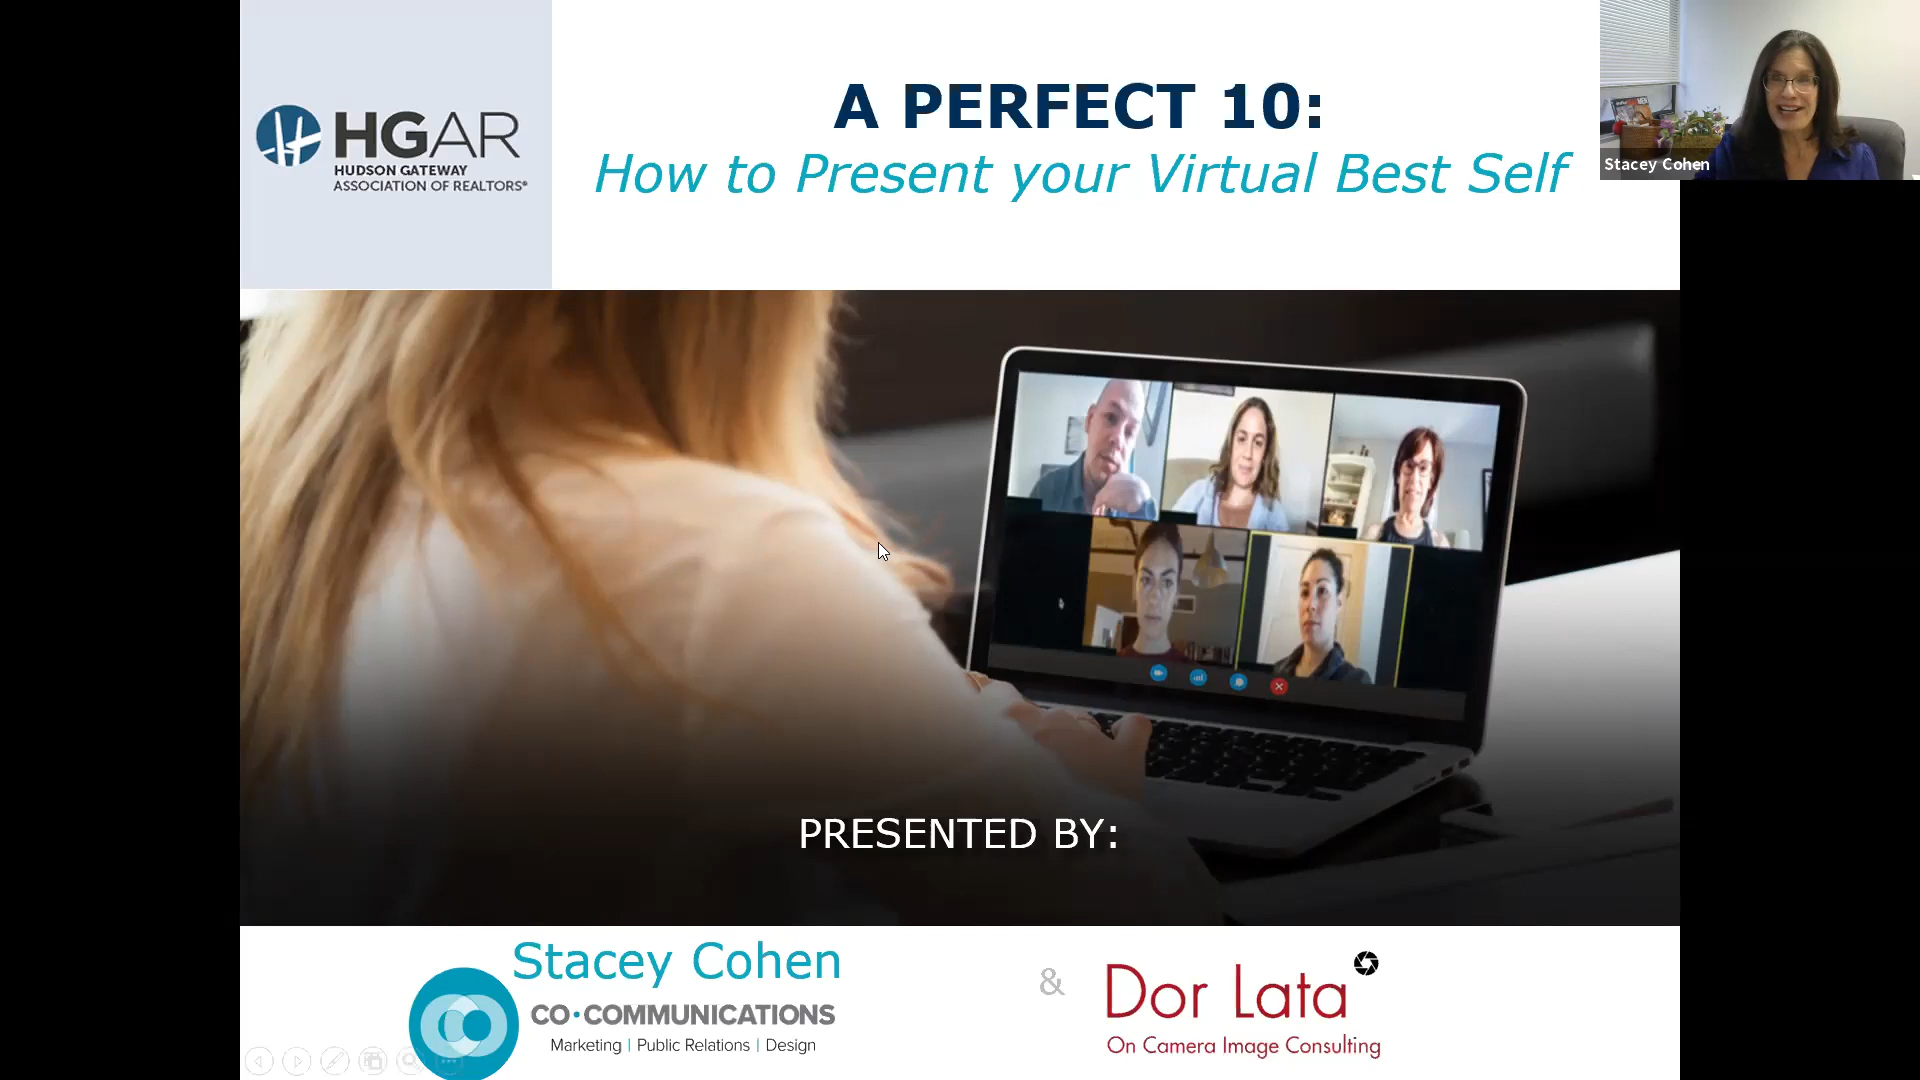 HGAR
HUDSON GATEWAY
ASSOCIATION OF REALTORS®
A PERFECT 10:
How to Present your Virtual Best Self
Stacey Cohen
PRESENTED BY:
Stacey Cohen
CO•COMMUNICATIONS
Marketing | Public Relations | Design
&
Dor Lata
On Camera Image Consulting